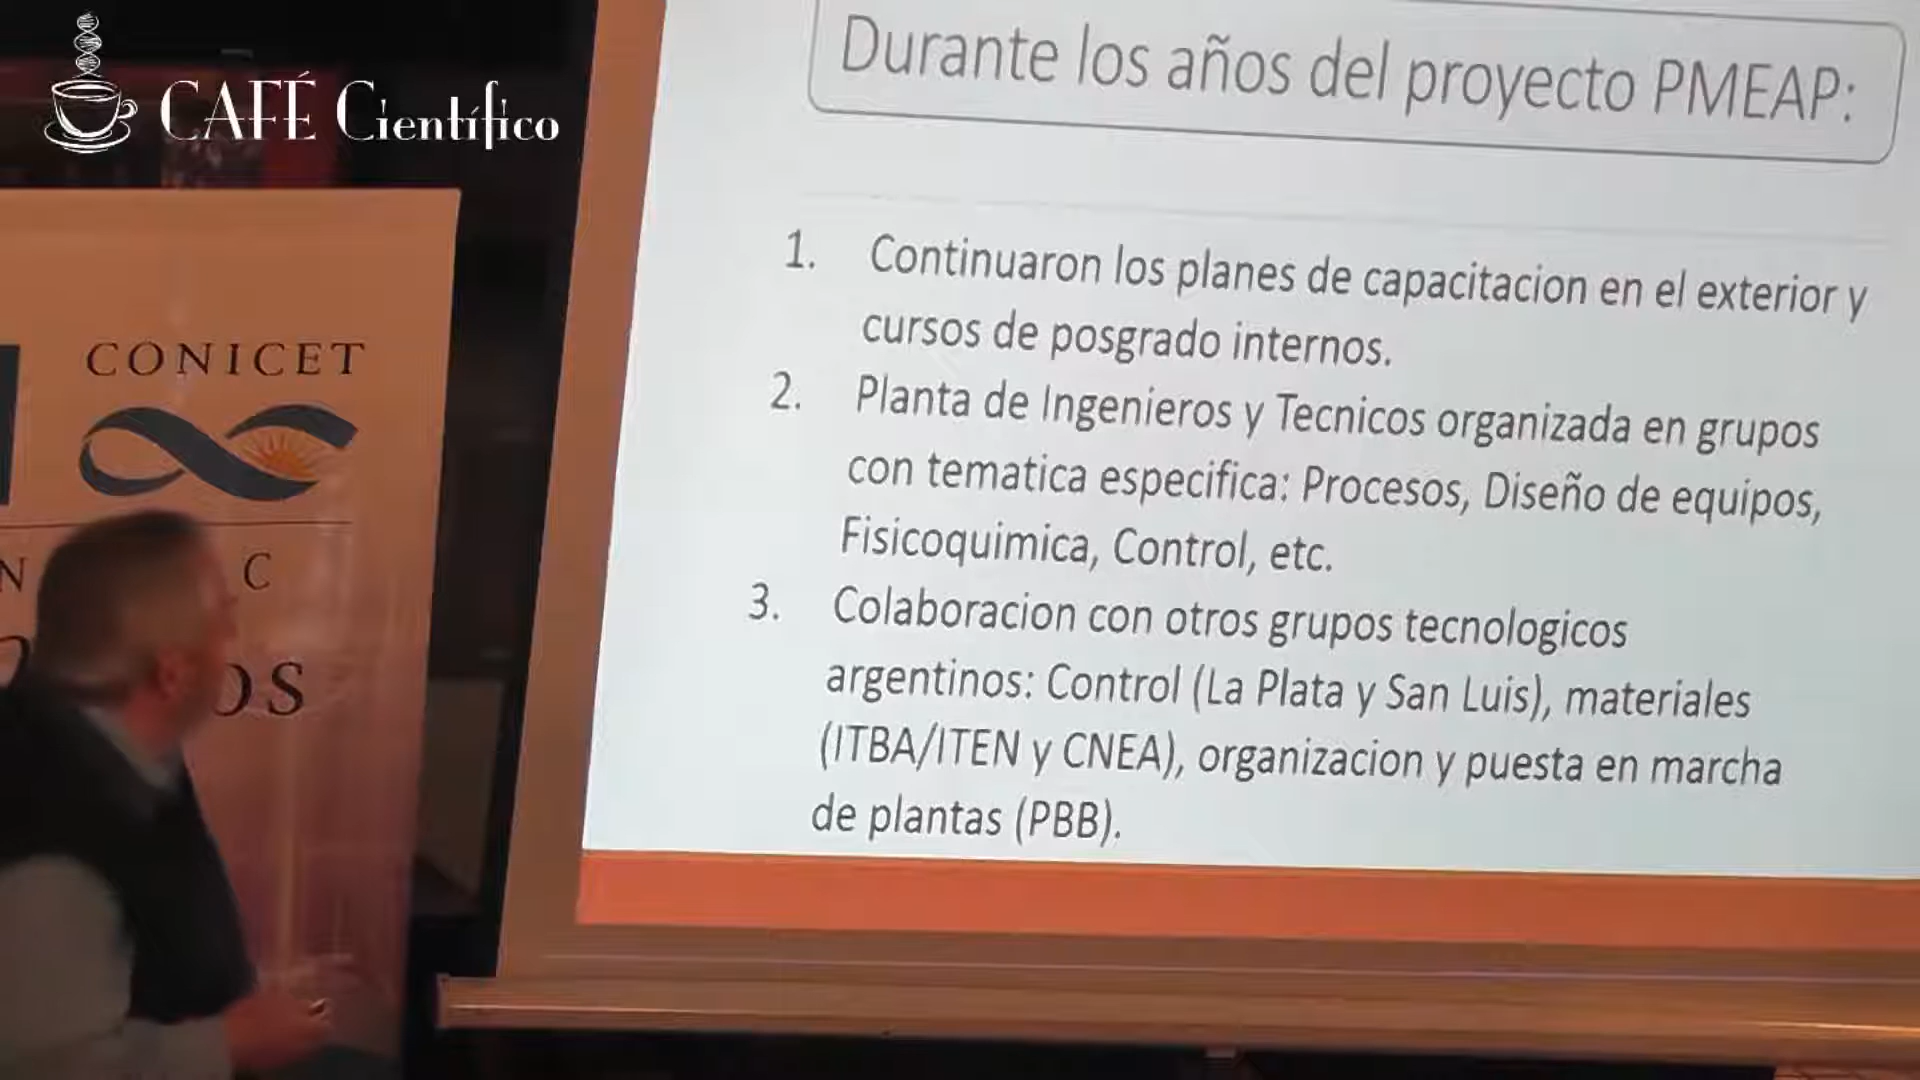 CAFÉ Científico
CONICET
N
C
OS
Durante los años del proyecto PMEAP:
1. Continuaron los planes de capacitacion en el exterior y
cursos de posgrado internos.
2. Planta de Ingenieros y Tecnicos organizada en grupos
con tematica especifica: Procesos, Diseño de equipos,
Fisicoquimica, Control, etc.
3. Colaboracion con otros grupos tecnologicos
argentinos: Control (La Plata y San Luis), materiales
(ITBA/ITEN y CNEA), organizacion y puesta en marcha
de plantas (PBB).